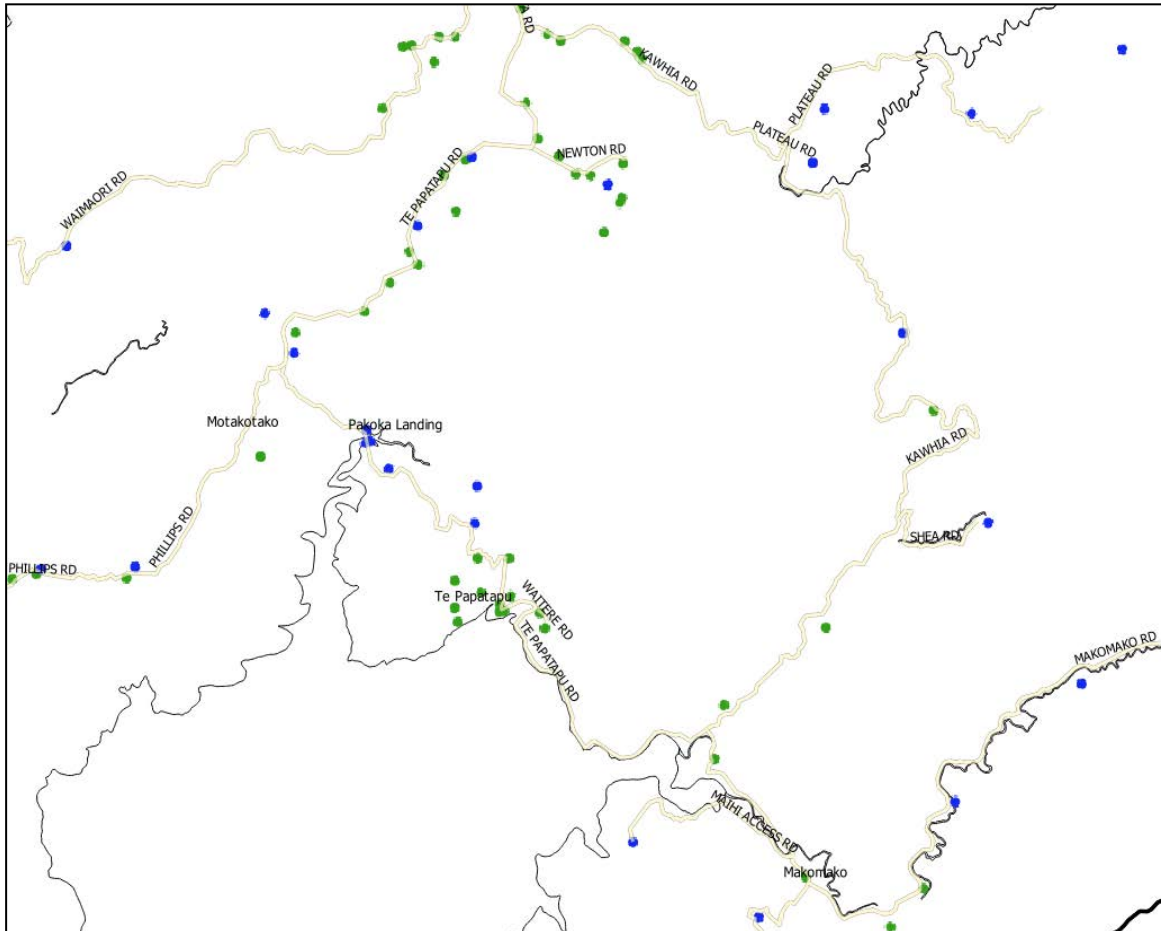 A RD
KAWHIA RD
PLATEAU RD
PLATEAU RD
NEWTON RD
TE PAPATAPU RD
WAIMAORI RD
Motakotako
Pakoka Landing
KAWHIA RD
PHILLIPS RD
SHEA RD
PHILLIPS RD
Te Papatapu
WAITERE RD
TE PAPATAPU RD
MAKOMAKO RD
MAIHI ACCESS RD
Makomako